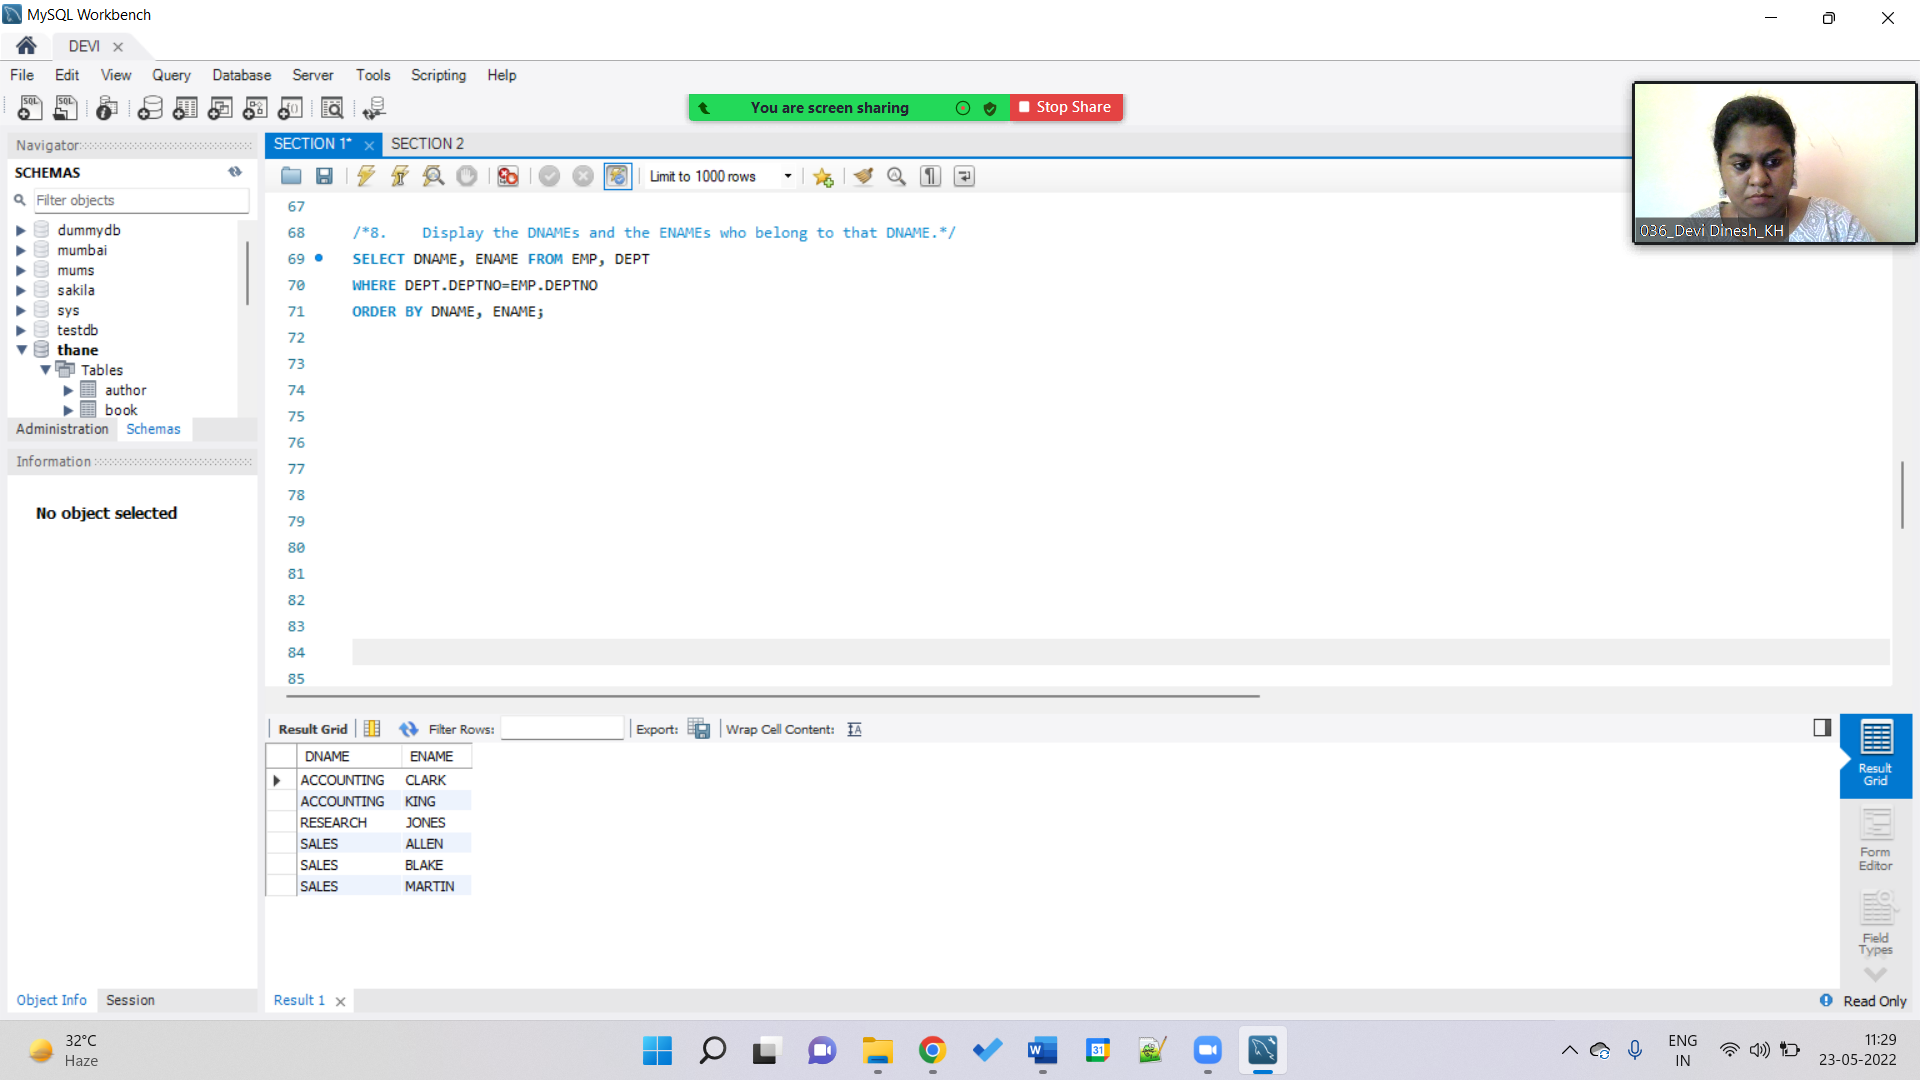 MySQL Workbench
DEVI
File Edit View Query Database Server Tools Scripting Help
You are screen sharing
Stop Share
036_Devi Dinesh_KH
Navigator
SCHEMAS
Filter objects
dummydb
mumbai
mums
sakila
sys
testdb
thane
Tables
author
book
Administration Schemas
Information
No object selected
Object Info Session
SECTION 1* SECTION 2
Limit to 1000 rows
67
68 /*8. Display the DNAMEs and the ENAMEs who belong to that DNAME.*/
69 SELECT DNAME, ENAME FROM EMP, DEPT
70 WHERE DEPT.DEPTNO=EMP.DEPTNO
71 ORDER BY DNAME, ENAME;
72
73
74
75
76
77
78
79
80
81
82
83
84
85
Result Grid Filter Rows: Export: Wrap Cell Content:
DNAME ENAME
ACCOUNTING CLARK
ACCOUNTING KING
RESEARCH JONES
SALES ALLEN
SALES BLAKE
SALES MARTIN
Result
Grid
Form
Editor
Field
Types
Result 1
Read Only
32°C
Haze
ENG
IN
11:29
23-05-2022